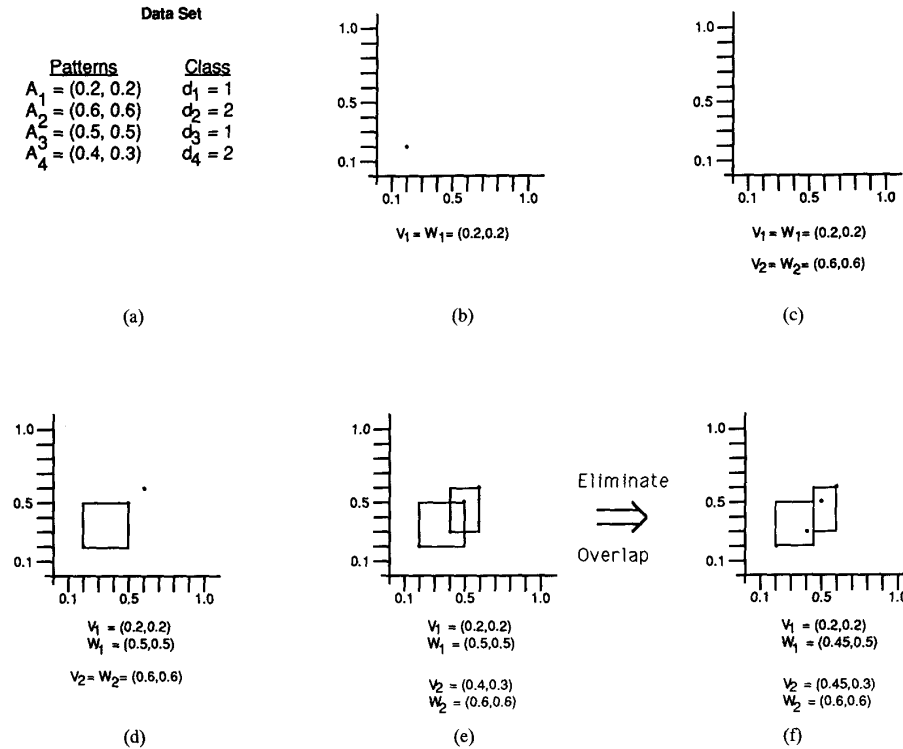 Data Set
Patterns Class
A1 = (0.2, 0.2) d1 = 1
A2 = (0.6, 0.6) d2 = 2
A3 = (0.5, 0.5) d3 = 1
A4 = (0.4, 0.3) d4 = 2
(a)
1.0
0.5
0.1
0.1 0.5 1.0
V1 = W1 = (0.2,0.2)
(b)
1.0
0.5
0.1
0.1 0.5 1.0
V1 = W1 = (0.2,0.2)
V2 = W2 = (0.6,0.6)
(c)
1.0
0.5
0.1
0.1 0.5 1.0
V1 = (0.2,0.2)
W1 = (0.5,0.5)
V2 = W2 = (0.6,0.6)
(d)
1.0
0.5
0.1
0.1 0.5 1.0
V1 = (0.2,0.2)
W1 = (0.5,0.5)
V2 = (0.4,0.3)
W2 = (0.6,0.6)
(e)
Eliminate
Overlap
1.0
0.5
0.1
0.1 0.5 1.0
V1 = (0.2,0.2)
W1 = (0.45,0.5)
V2 = (0.45,0.3)
W2 = (0.6,0.6)
(f)